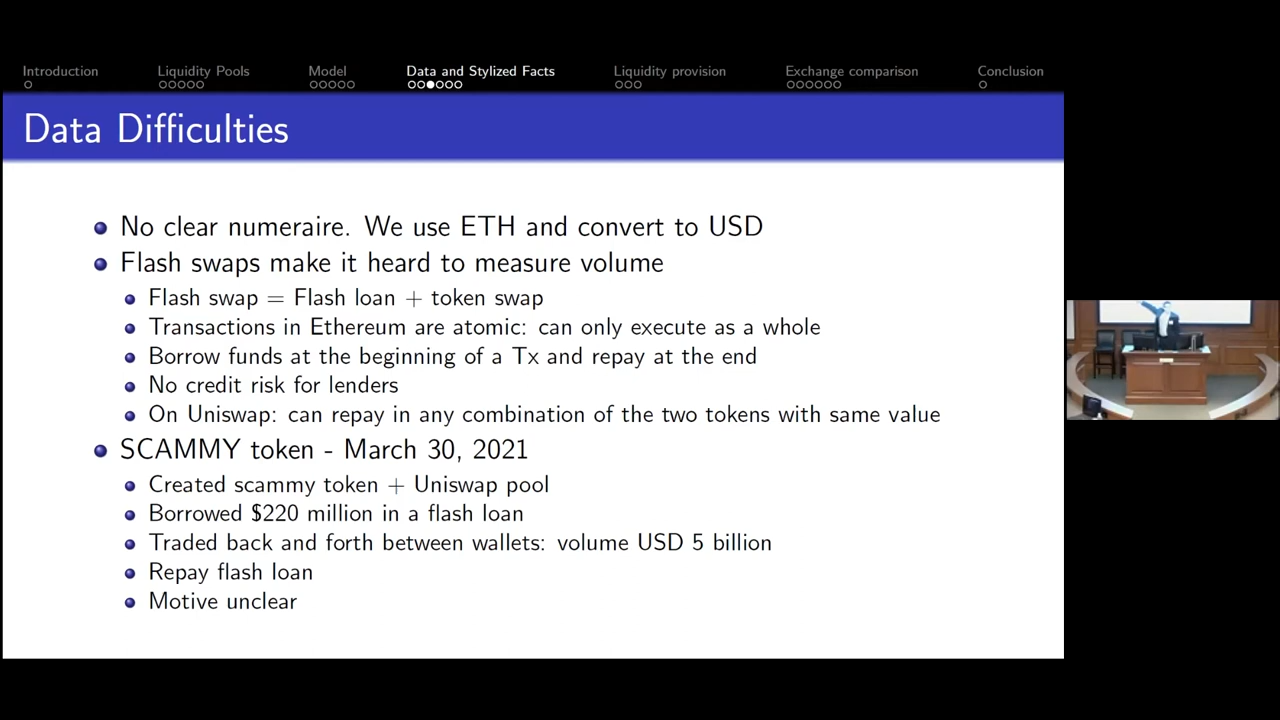 Introduction
Liquidity Pools
Model
Data and Stylized Facts
Liquidity provision
Exchange comparison
Conclusion
Data Difficulties
No clear numeraire. We use ETH and convert to USD
Flash swaps make it heard to measure volume
Flash swap = Flash loan + token swap
Transactions in Ethereum are atomic: can only execute as a whole
Borrow funds at the beginning of a Tx and repay at the end
No credit risk for lenders
On Uniswap: can repay in any combination of the two tokens with same value
SCAMMY token - March 30, 2021
Created scammy token + Uniswap pool
Borrowed $220 million in a flash loan
Traded back and forth between wallets: volume USD 5 billion
Repay flash loan
Motive unclear